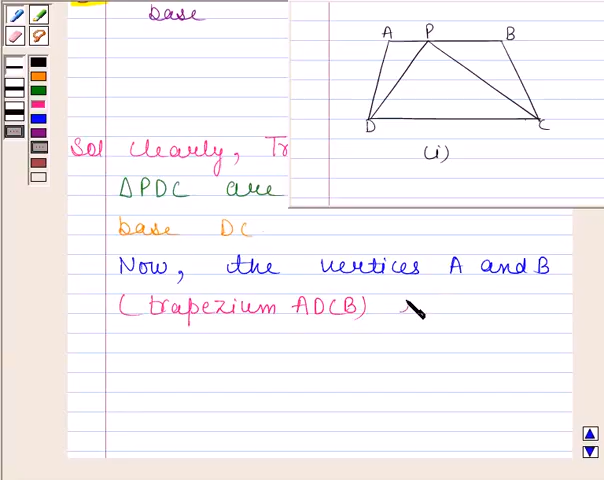 base
A P B
D C
(i)
Sol Clearly, Tr
ΔPDC are
base DC
Now, the vertices A and B
(trapezium ADCB)